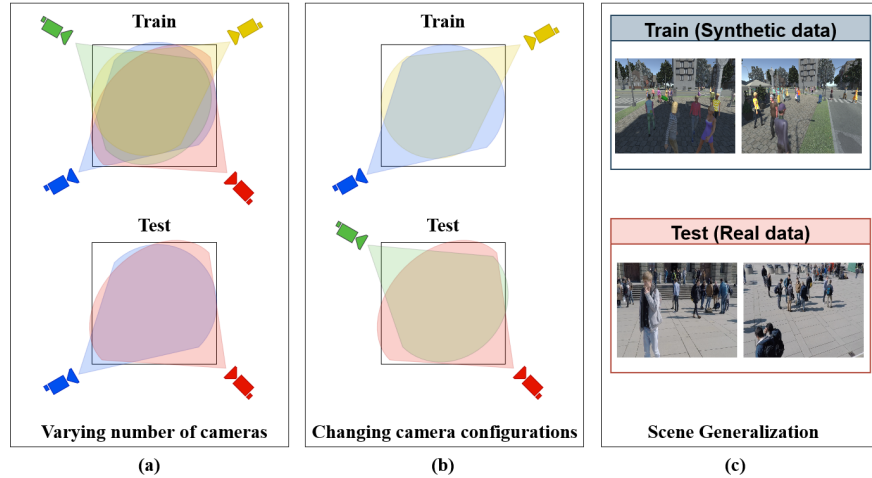 Train
Test
Varying number of cameras
(a)
Train
Test
Changing camera configurations
(b)
Train (Synthetic data)
Test (Real data)
Scene Generalization
(c)